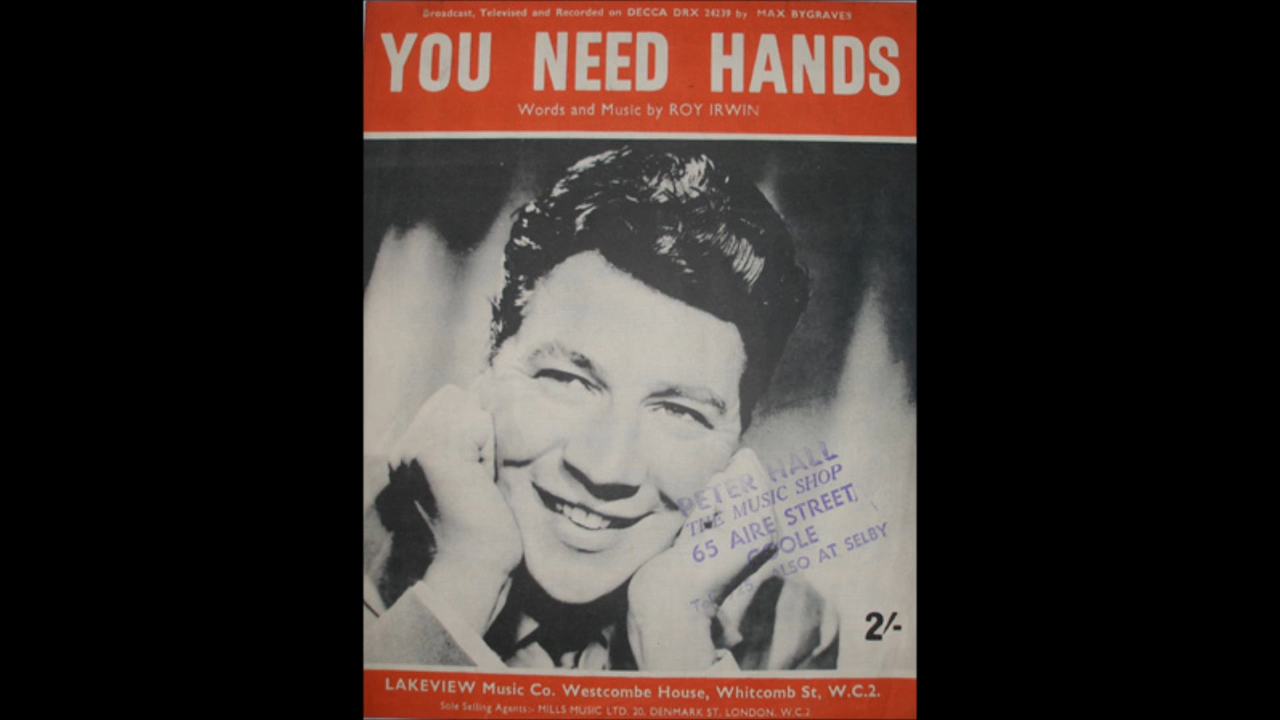 Broadcast, Televised and Recorded on DECCA DRX 24239 by MAX BYGRAVES
YOU NEED HANDS
Words and Music by ROY IRWIN
PETER HALL
THE MUSIC SHOP
65 AIRE STREET,
GOOLE
ALSO AT SELBY
2/-
LAKEVIEW Music Co. Westcombe House, Whitcomb St, W.C.2.
Sole Selling Agents:- MILLS MUSIC LTD. 20, DENMARK ST. LONDON. W.C.2